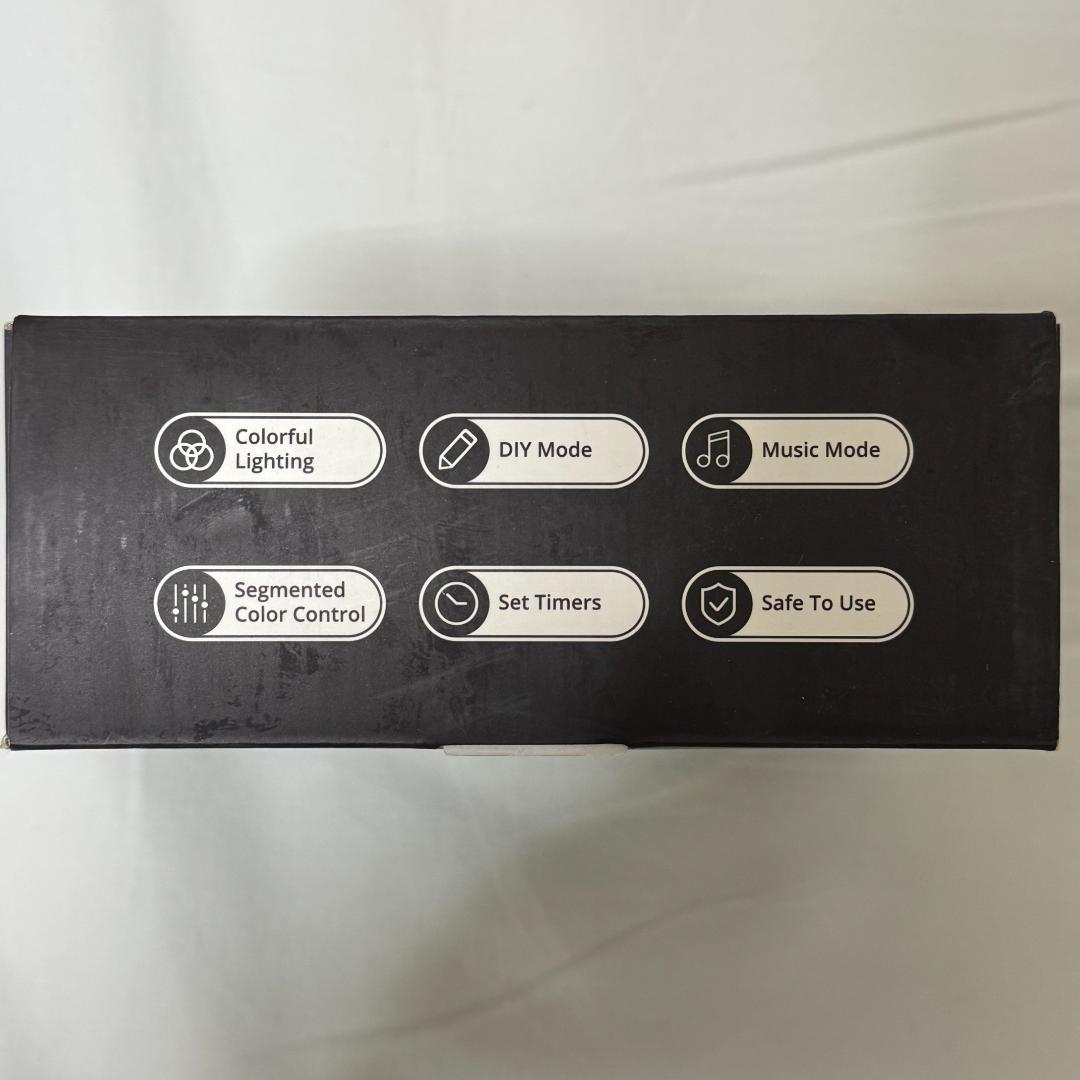 Colorful
Lighting
DIY Mode
Music Mode
Segmented
Color Control
Set Timers
Safe To Use